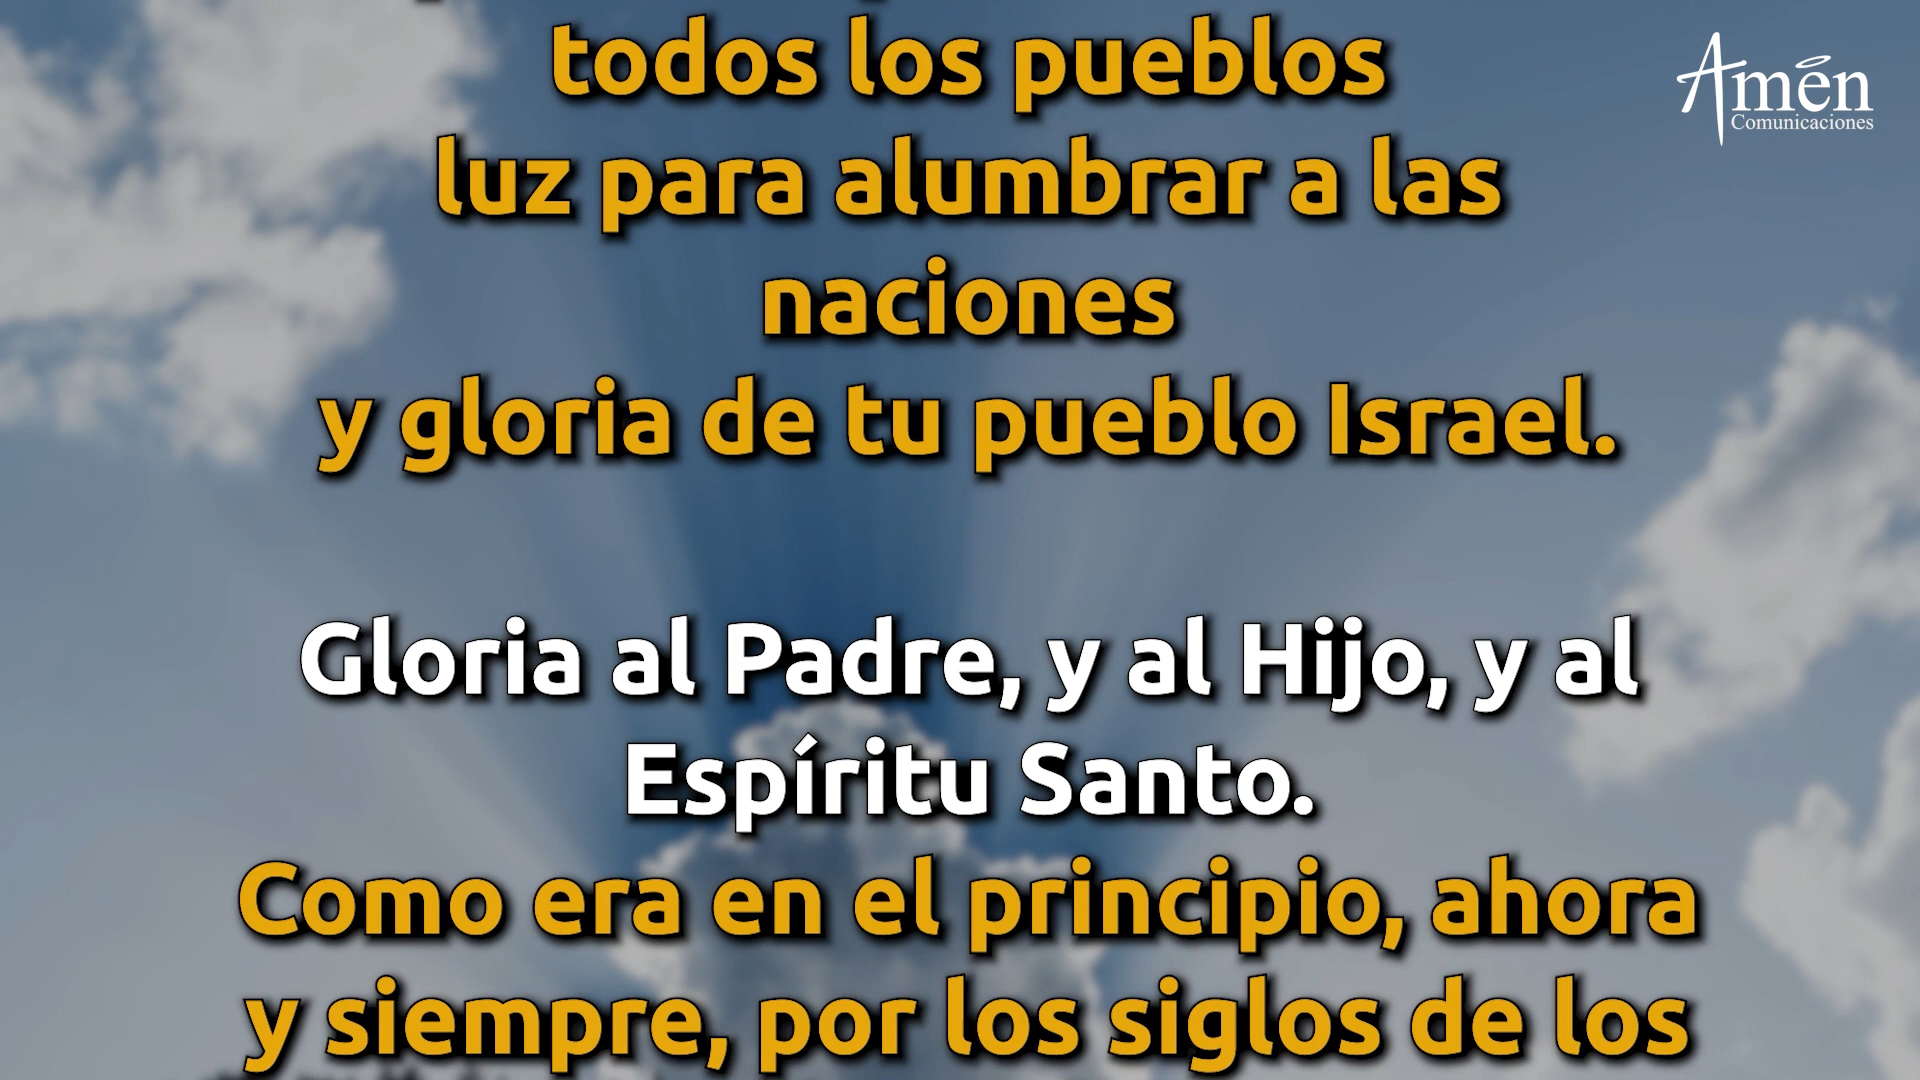 todos los pueblos
luz para alumbrar a las
naciones
y gloria de tu pueblo Israel.
Gloria al Padre, y al Hijo, y al
Espíritu Santo.
Como era en el principio, ahora
y siempre, por los siglos de los
Amén
Comunicaciones